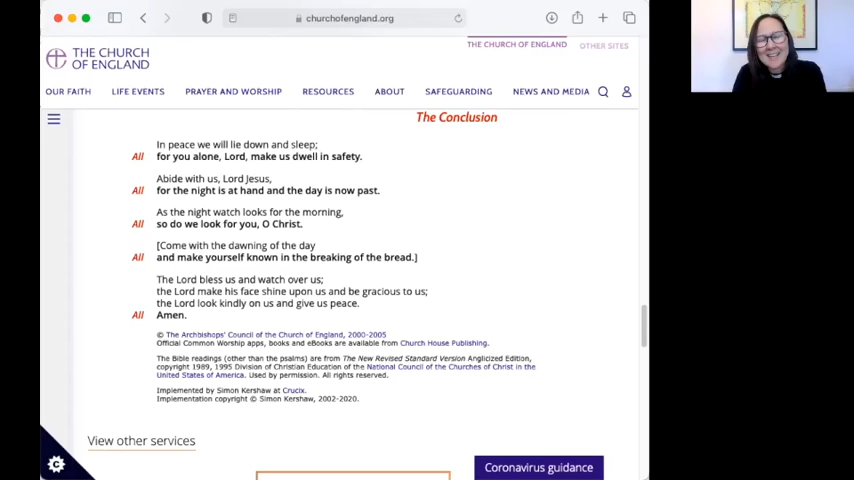 churchofengland.org
THE CHURCH OF ENGLAND
OTHER SITES
THE CHURCH
OF ENGLAND
OUR FAITH
LIFE EVENTS
PRAYER AND WORSHIP
RESOURCES
ABOUT
SAFEGUARDING
NEWS AND MEDIA
The Conclusion
In peace we will lie down and sleep;
All for you alone, Lord, make us dwell in safety.
Abide with us, Lord Jesus,
All for the night is at hand and the day is now past.
As the night watch looks for the morning,
All so do we look for you, O Christ.
[Come with the dawning of the day
All and make yourself known in the breaking of the bread.]
The Lord bless us and watch over us;
the Lord make his face shine upon us and be gracious to us;
the Lord look kindly on us and give us peace.
All Amen.
© The Archbishops' Council of the Church of England, 2000-2005
Official Common Worship apps, books and eBooks are available from Church House Publishing.
The Bible readings (other than the psalms) are from The New Revised Standard Version Anglicized Edition,
copyright 1989, 1995 Division of Christian Education of the National Council of the Churches of Christ in the
United States of America. Used by permission. All rights reserved.
Implemented by Simon Kershaw at Crucix.
Implementation copyright © Simon Kershaw, 2002-2020.
View other services
Coronavirus guidance
C